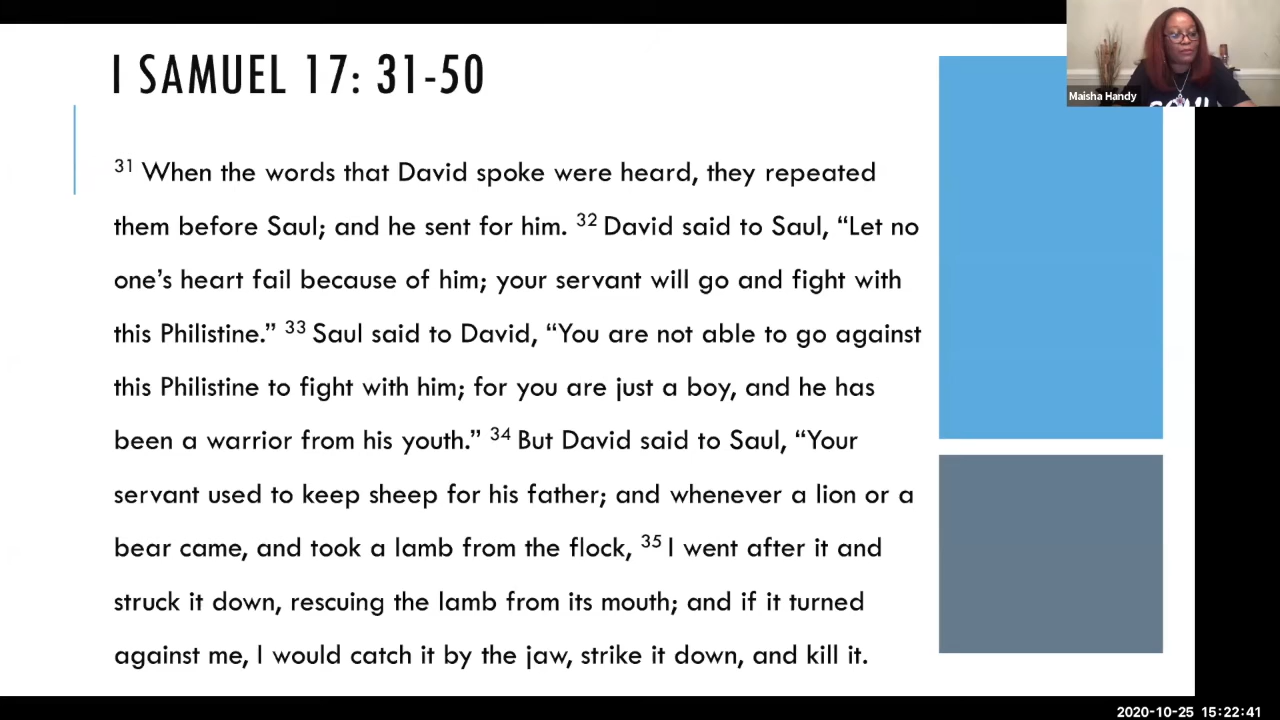 I SAMUEL 17: 31-50
Maisha Handy
31 When the words that David spoke were heard, they repeated
them before Saul; and he sent for him. 32 David said to Saul, “Let no
one’s heart fail because of him; your servant will go and fight with
this Philistine.” 33 Saul said to David, “You are not able to go against
this Philistine to fight with him; for you are just a boy, and he has
been a warrior from his youth.” 34 But David said to Saul, “Your
servant used to keep sheep for his father; and whenever a lion or a
bear came, and took a lamb from the flock, 35 I went after it and
struck it down, rescuing the lamb from its mouth; and if it turned
against me, I would catch it by the jaw, strike it down, and kill it.
2020-10-25 15:22:41